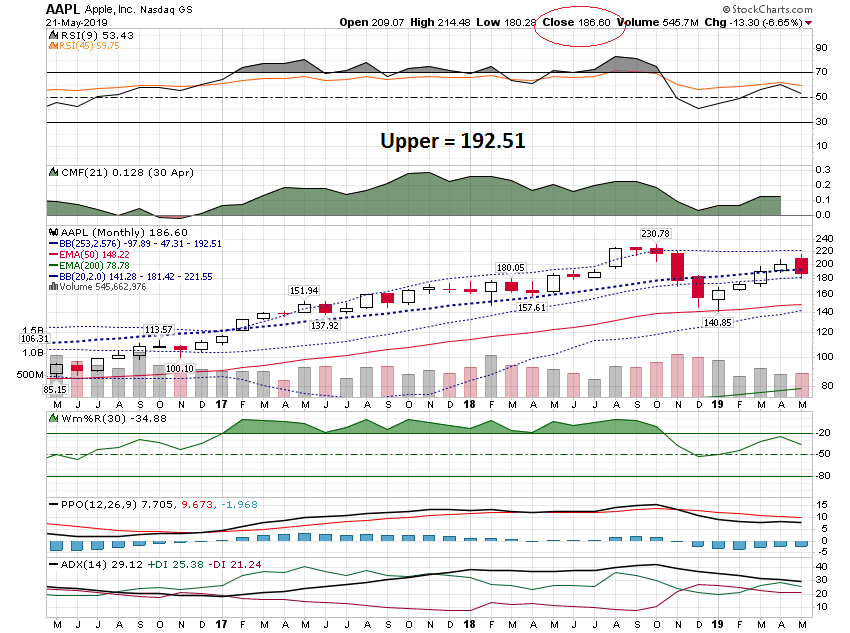 AAPL Apple, Inc. Nasdaq GS
© StockCharts.com
21-May-2019
Open 209.07 High 214.48 Low 180.28 Close 186.60 Volume 545.7M Chg -13.30 (-6.65%)
RSI(9) 53.43
RSI(45) 59.75
90
70
50
30
10
Upper = 192.51
CMF(21) 0.128 (30 Apr)
0.3
0.2
0.1
0.0
AAPL (Monthly) 186.60
BB(253,2.576) -97.89 - 47.31 - 192.51
EMA(50) 148.22
EMA(200) 78.78
BB(20,2.0) 141.28 - 181.42 - 221.55
Volume 545,662,976
230.78
180.05
151.94
157.61
137.92
140.85
113.57
100.10
106.31
85.15
1.5B
1.0B
500M
240
220
200
180
160
140
120
100
80
M J J A S O N D 17 F M A M J J A S O N D 18 F M A M J J A S O N D 19 F M A M
Wm%R(30) -34.88
-20
-50
-80
PPO(12,26,9) 7.705, 9.673, -1.968
15
10
5
0
-5
ADX(14) 29.12 +DI 25.38 -DI 21.24
40
30
20
10
M J J A S O N D 17 F M A M J J A S O N D 18 F M A M J J A S O N D 19 F M A M